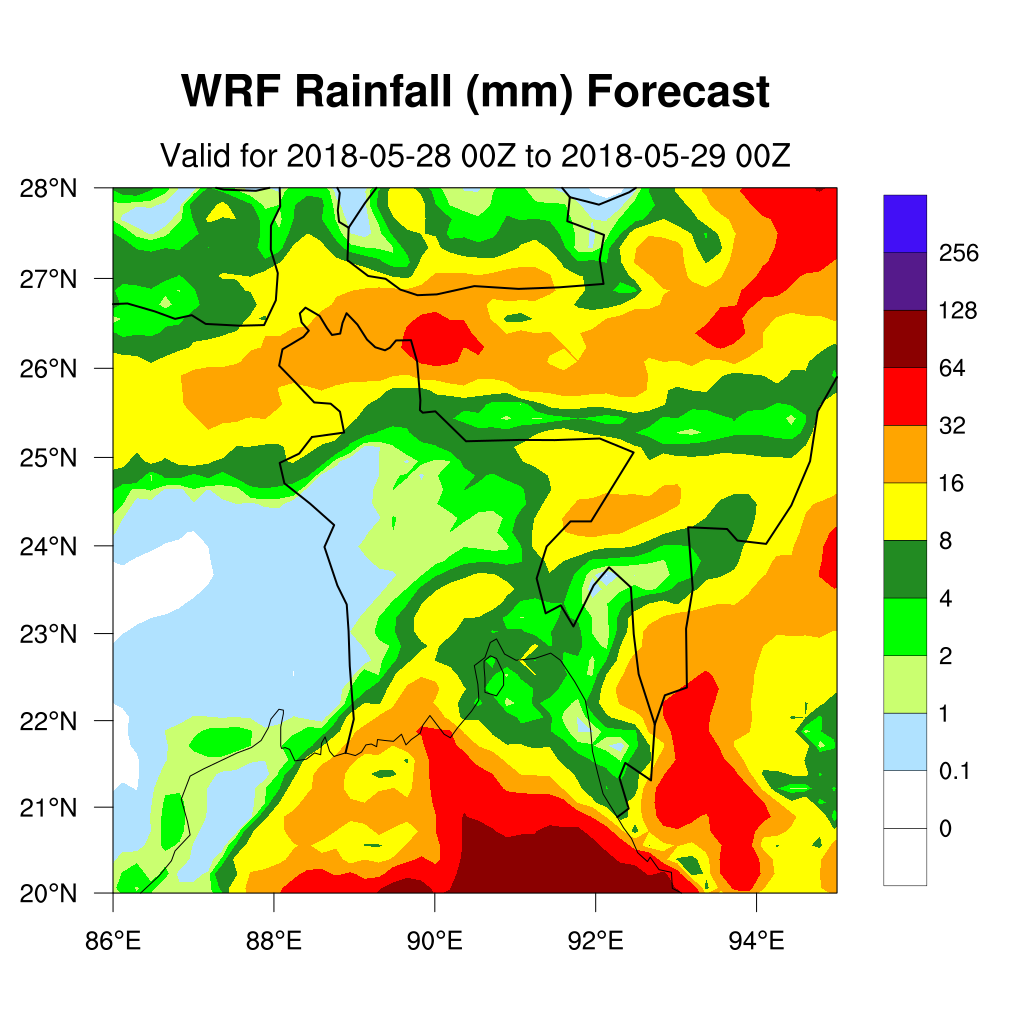 WRF Rainfall (mm) Forecast
Valid for 2018-05-28 00Z to 2018-05-29 00Z
28°N
27°N
26°N
25°N
24°N
23°N
22°N
21°N
20°N
86°E
88°E
90°E
92°E
94°E
256
128
64
32
16
8
4
2
1
0.1
0